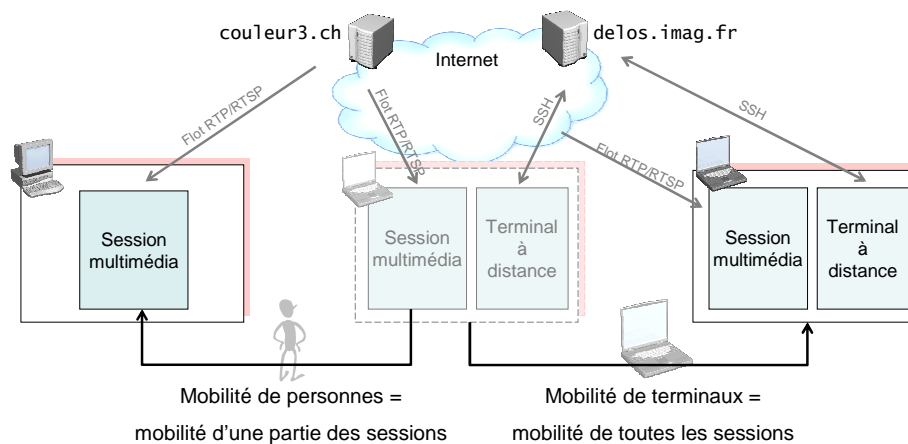 couleur3.ch
delos.imag.fr
Internet
Flot RTP/RTSP
Flot RTP/RTSP
SSH
Flot RTP/RTSP
SSH
Session
multimédia
Session
multimédia
Terminal
à
distance
Session
multimédia
Terminal
à
distance
Mobilité de personnes =
mobilité d'une partie des sessions
Mobilité de terminaux =
mobilité de toutes les sessions